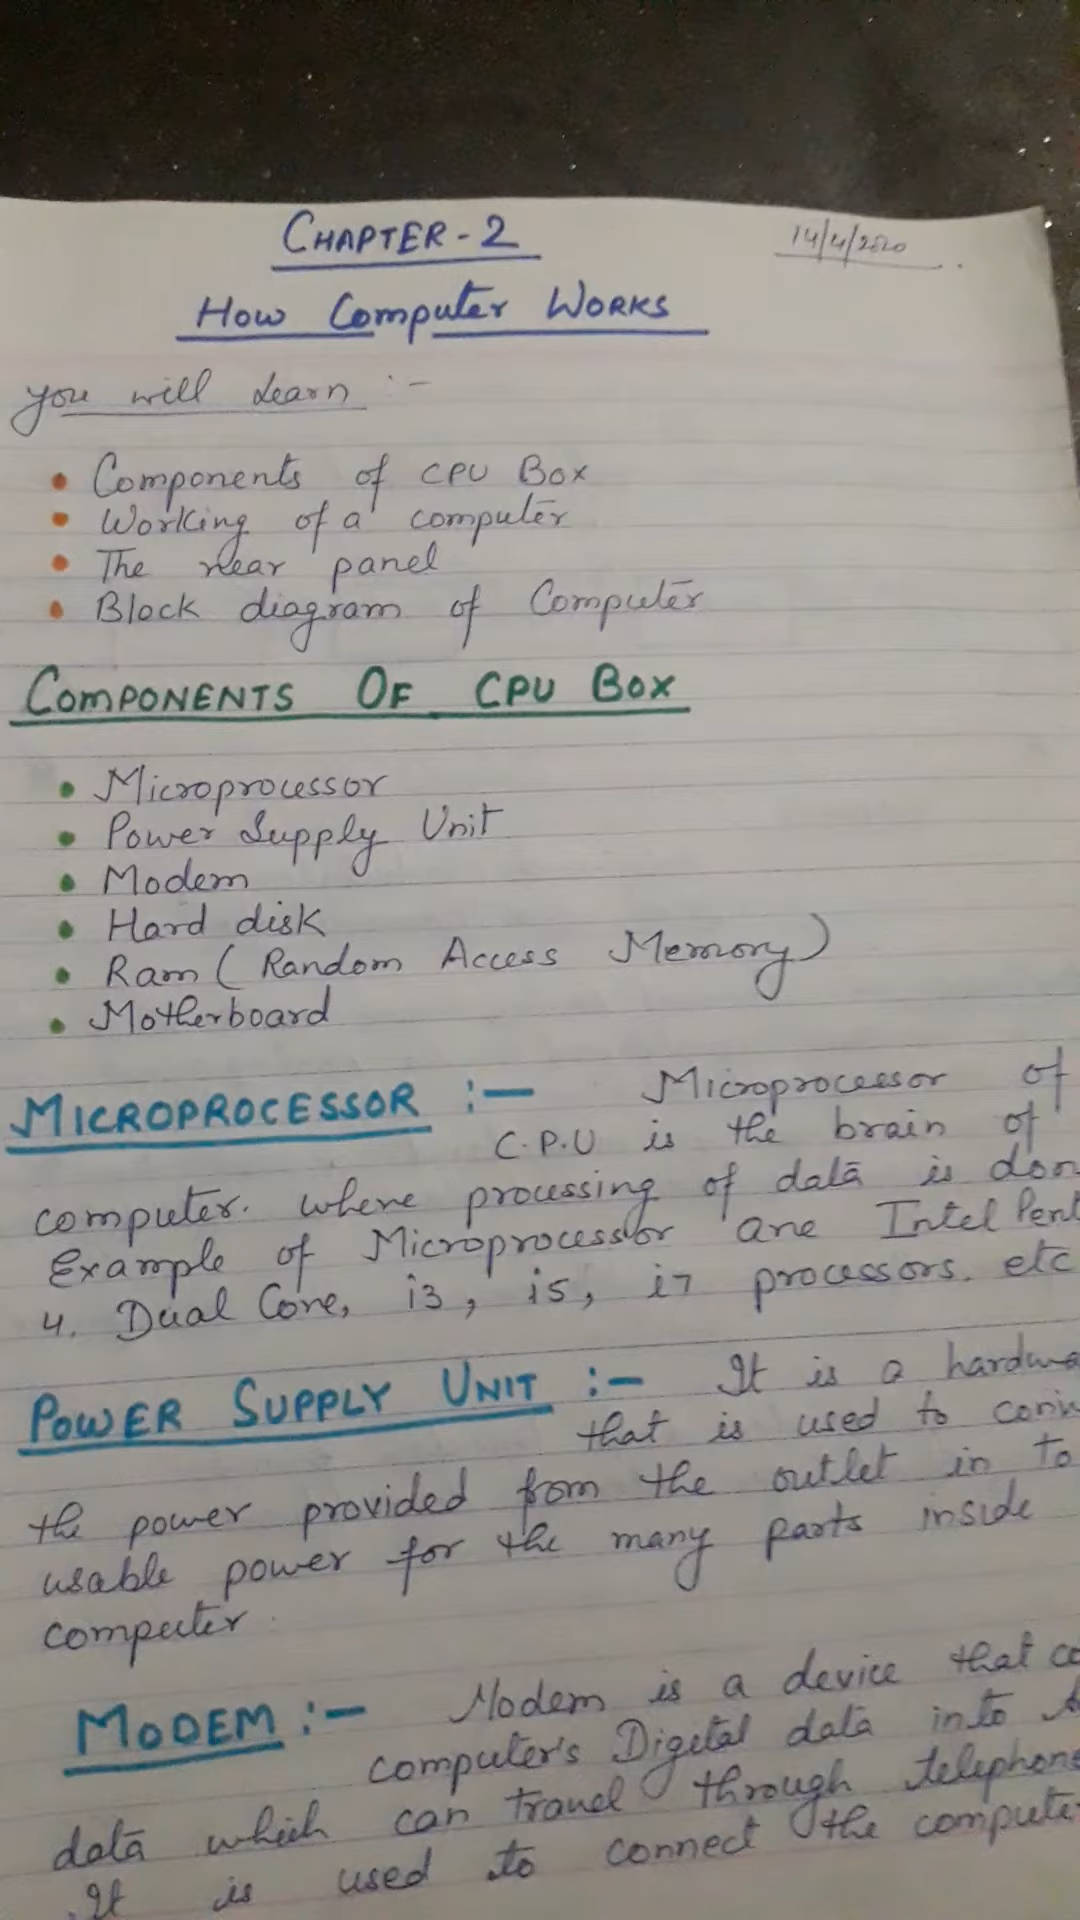 CHAPTER-2
14/4/2020
How Computer Works
You will learn :-
• Components of CPU Box
• Working of a computer
• The rear panel
• Block diagram of Computer
COMPONENTS OF CPU BOX
• Microprocessor
• Power Supply Unit
• Modem
• Hard disk
• Ram ( Random Access Memory)
• Motherboard
MICROPROCESSOR :- Microprocessor of
C.P.U is the brain of
computer. where processing of data is don
Example of Microprocessor are Intel Pent
4. Dual Core, i3, i5, i7 processors. etc
POWER SUPPLY UNIT :- It is a hardwa
that is used to
the power provided from the outlet in to
usable power for the many parts inside
computer
MODEM :- Modem is a device that co
computer's Digital data into
data which can travel through telephone
.It is used to connect the compute